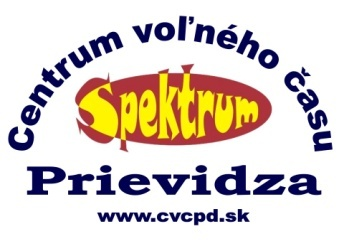 Centrum voľného času
Spektrum
Prievidza
www.cvcpd.sk